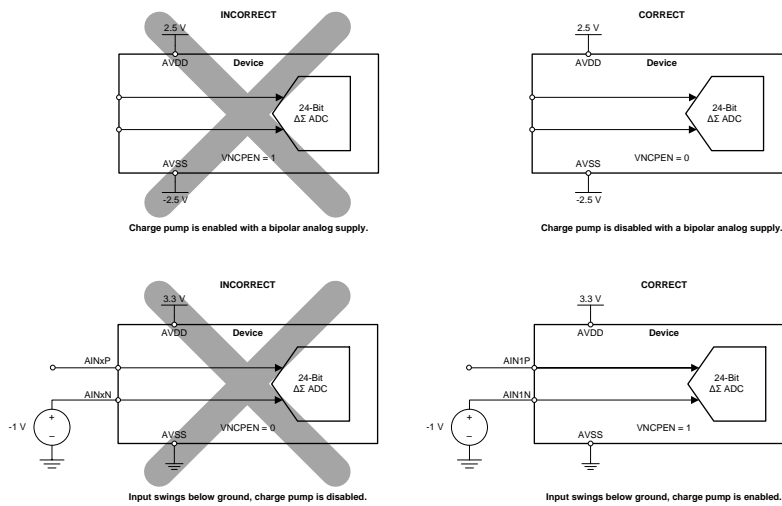 INCORRECT
2.5 V
AVDD
Device
24-Bit
ΔΣ ADC
AVSS
VNCPEN = 1
-2.5 V
Charge pump is enabled with a bipolar analog supply.
CORRECT
2.5 V
AVDD
Device
24-Bit
ΔΣ ADC
AVSS
VNCPEN = 0
-2.5 V
Charge pump is disabled with a bipolar analog supply.
INCORRECT
3.3 V
AVDD
Device
AINxP
24-Bit
ΔΣ ADC
AINxN
-1 V
+
–
AVSS
VNCPEN = 0
Input swings below ground, charge pump is disabled.
CORRECT
3.3 V
AVDD
Device
AIN1P
24-Bit
ΔΣ ADC
AIN1N
-1 V
+
–
AVSS
VNCPEN = 1
Input swings below ground, charge pump is enabled.